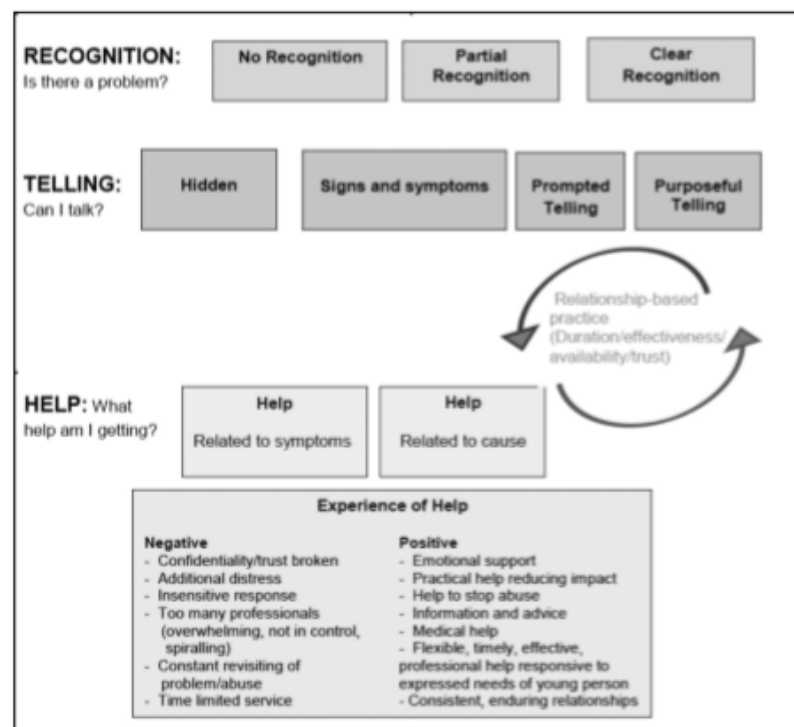 RECOGNITION:
Is there a problem?
No Recognition
Partial
Recognition
Clear
Recognition
TELLING:
Can I talk?
Hidden
Signs and symptoms
Prompted
Telling
Purposeful
Telling
Relationship-based
practice
(Duration/effectiveness/
availability/trust)
HELP: What
help am I getting?
Help
Related to symptoms
Help
Related to cause
Experience of Help
Negative
- Confidentiality/trust broken
- Additional distress
- Insensitive response
- Too many professionals
(overwhelming, not in control,
spiralling)
- Constant revisiting of
problem/abuse
- Time limited service
Positive
- Emotional support
- Practical help reducing impact
- Help to stop abuse
- Information and advice
- Medical help
- Flexible, timely, effective,
professional help responsive to
expressed needs of young person
- Consistent, enduring relationships